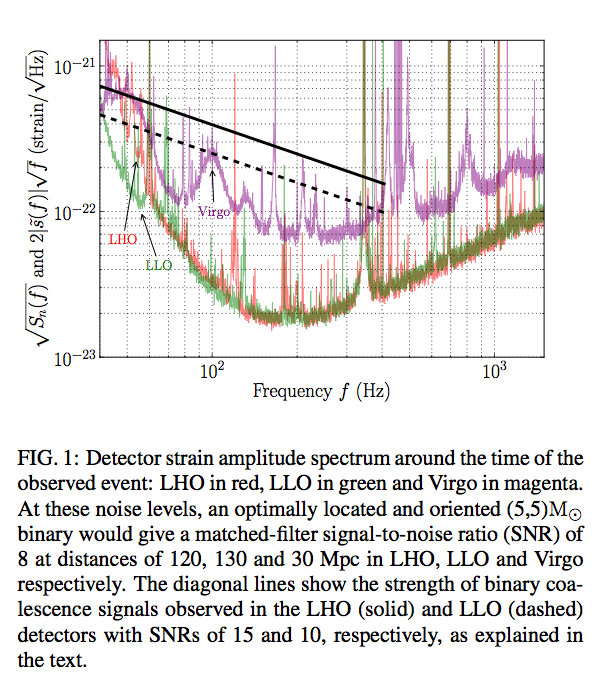 10−21
10−22
10−23
√Sn(f) and 2|s̃(f)|√f (strain/√Hz)
Virgo
LHO
LLO
102
103
Frequency f (Hz)
FIG. 1: Detector strain amplitude spectrum around the time of the
observed event: LHO in red, LLO in green and Virgo in magenta.
At these noise levels, an optimally located and oriented (5,5)M⊙
binary would give a matched-filter signal-to-noise ratio (SNR) of
8 at distances of 120, 130 and 30 Mpc in LHO, LLO and Virgo
respectively. The diagonal lines show the strength of binary coa-
lescence signals observed in the LHO (solid) and LLO (dashed)
detectors with SNRs of 15 and 10, respectively, as explained in
the text.